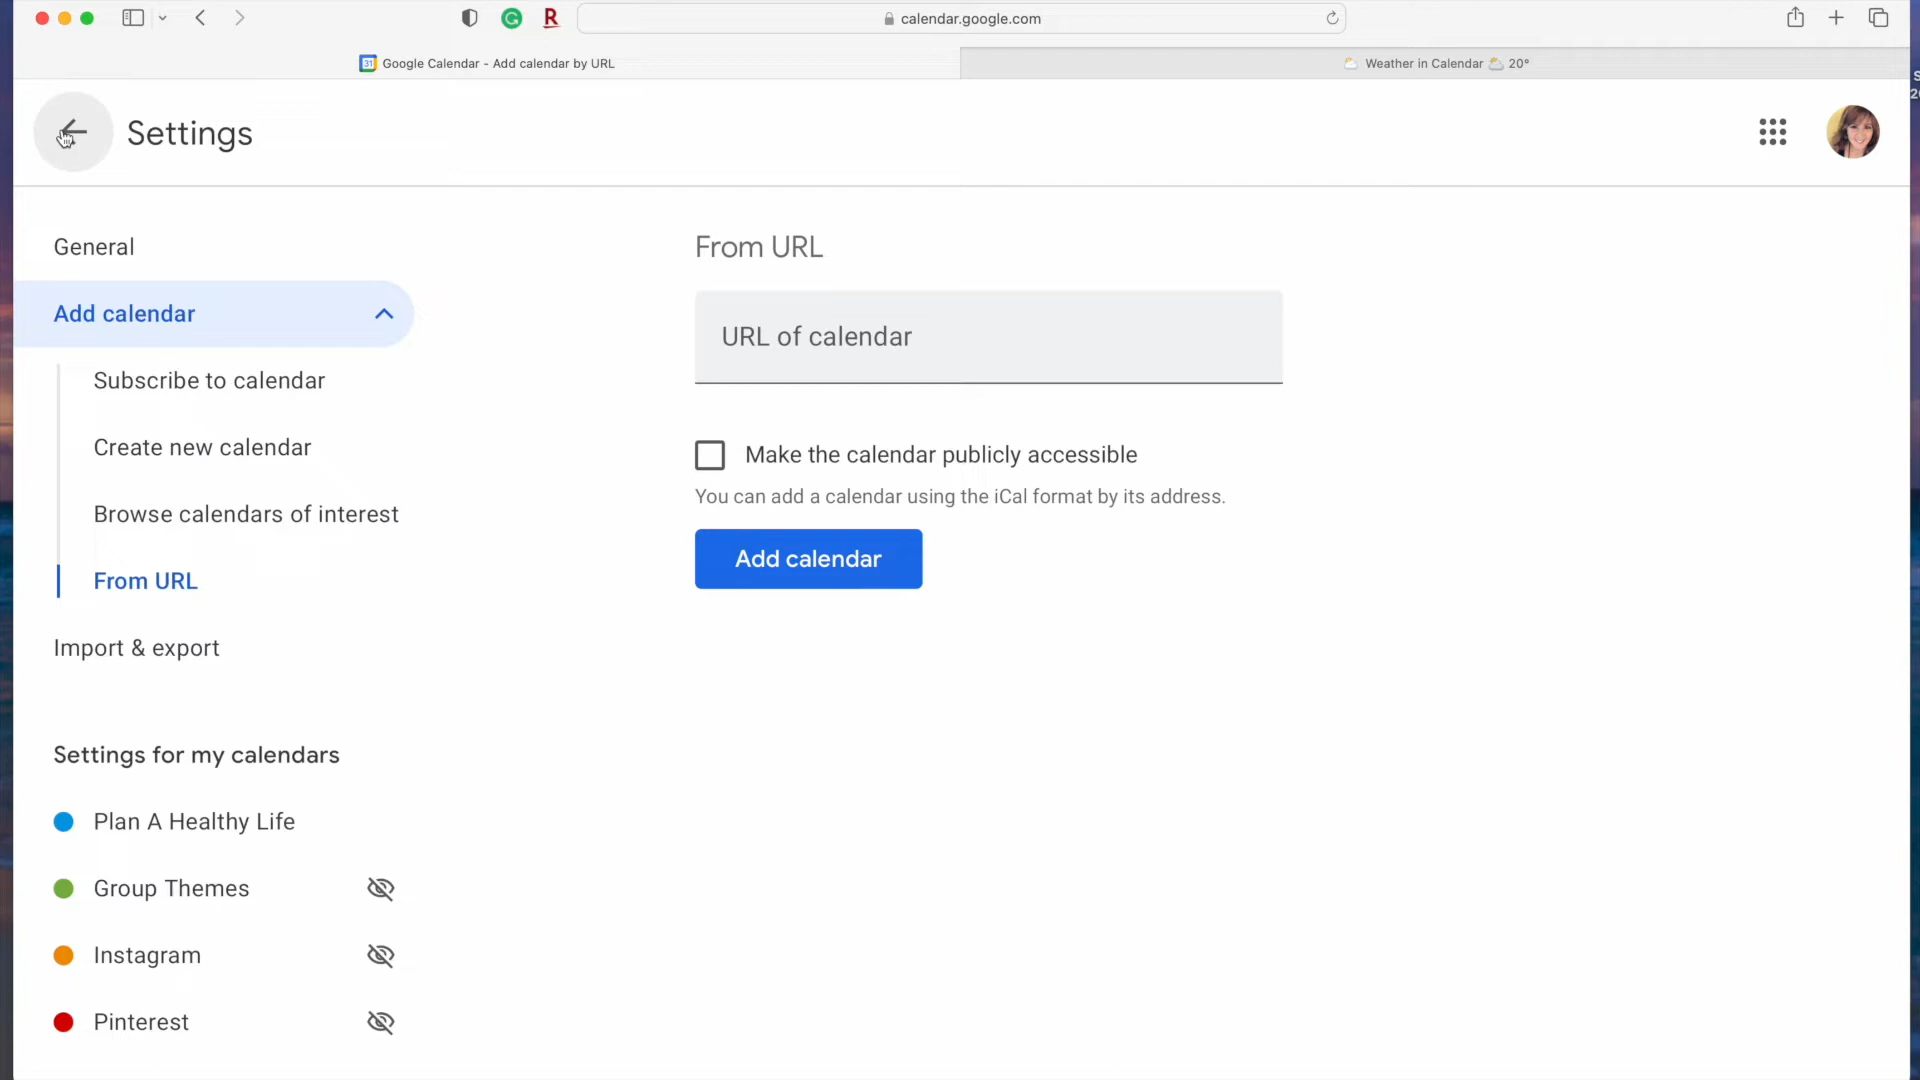 calendar.google.com
Google Calendar - Add calendar by URL
Weather in Calendar 20°
Settings
General
From URL
Add calendar
URL of calendar
Subscribe to calendar
Create new calendar
Make the calendar publicly accessible
You can add a calendar using the iCal format by its address.
Browse calendars of interest
Add calendar
From URL
Import & export
Settings for my calendars
Plan A Healthy Life
Group Themes
Instagram
Pinterest